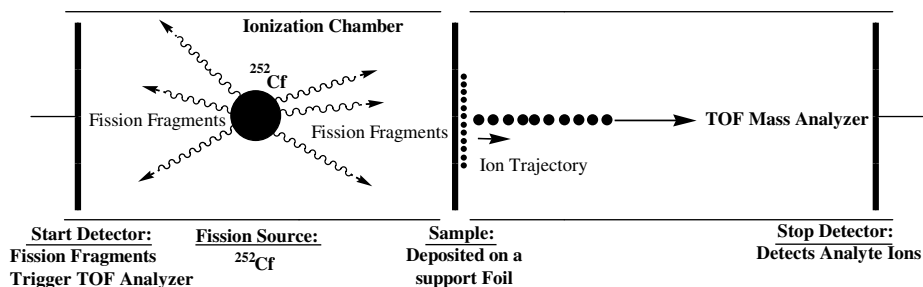 Ionization Chamber
252Cf
Fission Fragments
Fission Fragments
TOF Mass Analyzer
Ion Trajectory
Start Detector:
Fission Fragments
Trigger TOF Analyzer
Fission Source:
252Cf
Sample:
Deposited on a
support Foil
Stop Detector:
Detects Analyte Ions